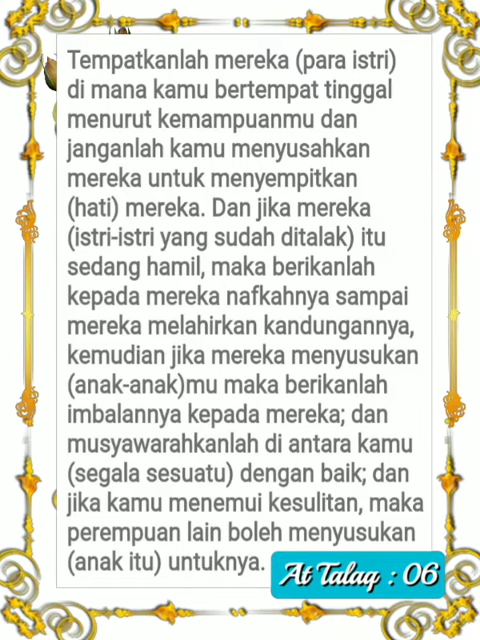 Tempatkanlah mereka (para istri)
di mana kamu bertempat tinggal
menurut kemampuanmu dan
janganlah kamu menyusahkan
mereka untuk menyempitkan
(hati) mereka. Dan jika mereka
(istri-istri yang sudah ditalak) itu
sedang hamil, maka berikanlah
kepada mereka nafkahnya sampai
mereka melahirkan kandungannya,
kemudian jika mereka menyusukan
(anak-anak)mu maka berikanlah
imbalannya kepada mereka; dan
musyawarahkanlah di antara kamu
(segala sesuatu) dengan baik; dan
jika kamu menemui kesulitan, maka
perempuan lain boleh menyusukan
(anak itu) untuknya.
At Talaq : 06